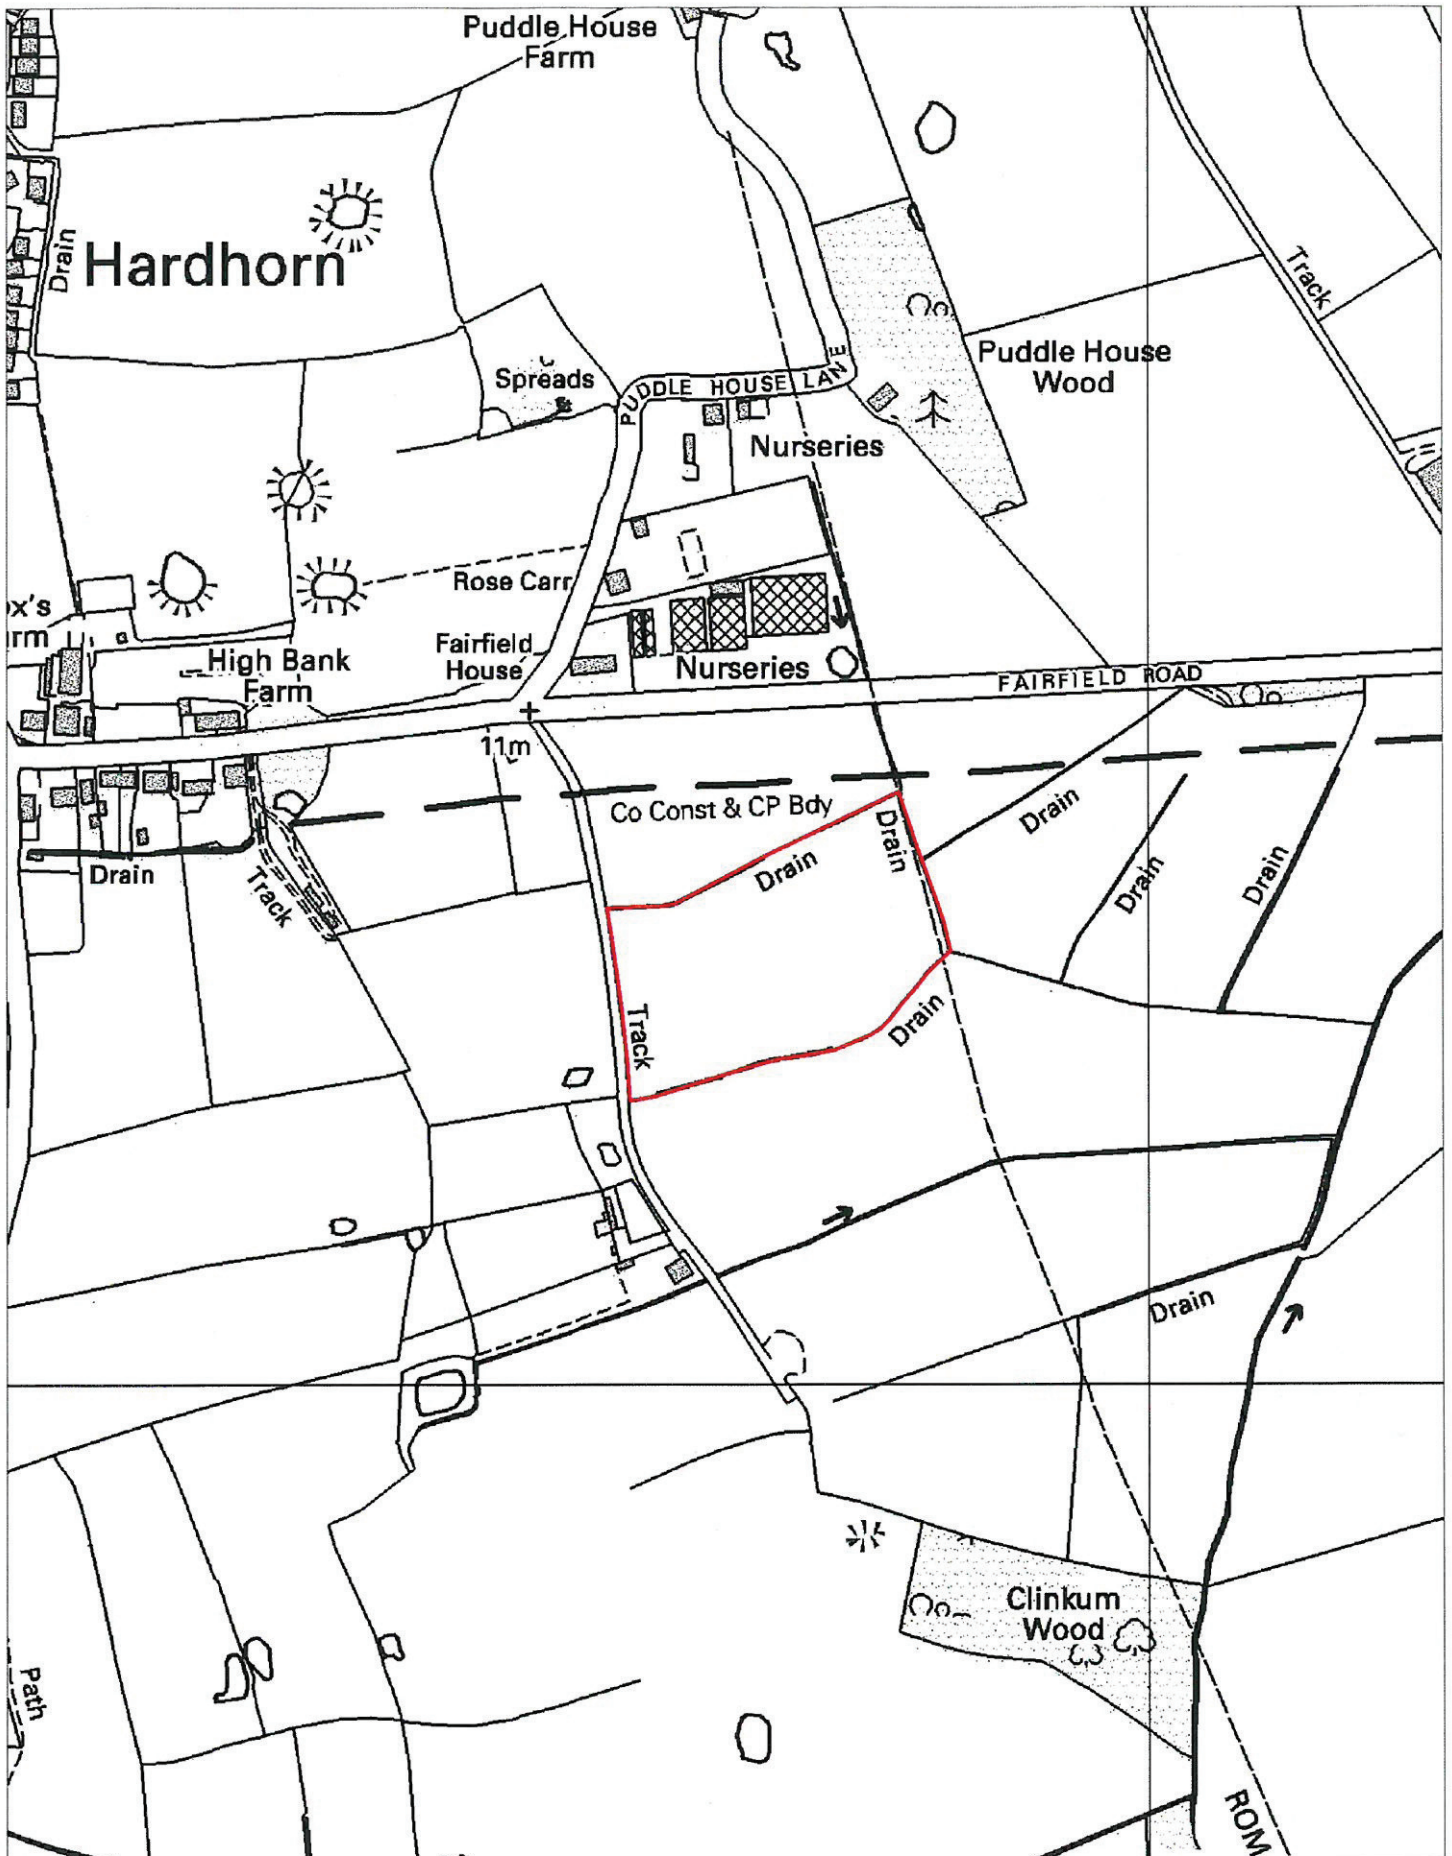 Puddle House
Farm
Drain
Hardhorn
Track
Puddle House
Wood
Spreads
PUDDLE HOUSE LANE
Nurseries
Rose Carr
x's
rm
High Bank
Farm
Fairfield
House
Nurseries
FAIRFIELD ROAD
11m
Co Const & CP Bdy
Drain
Drain
Drain
Drain
Drain
Drain
Track
Track
Drain
Drain
Clinkum
Wood
Path
ROM